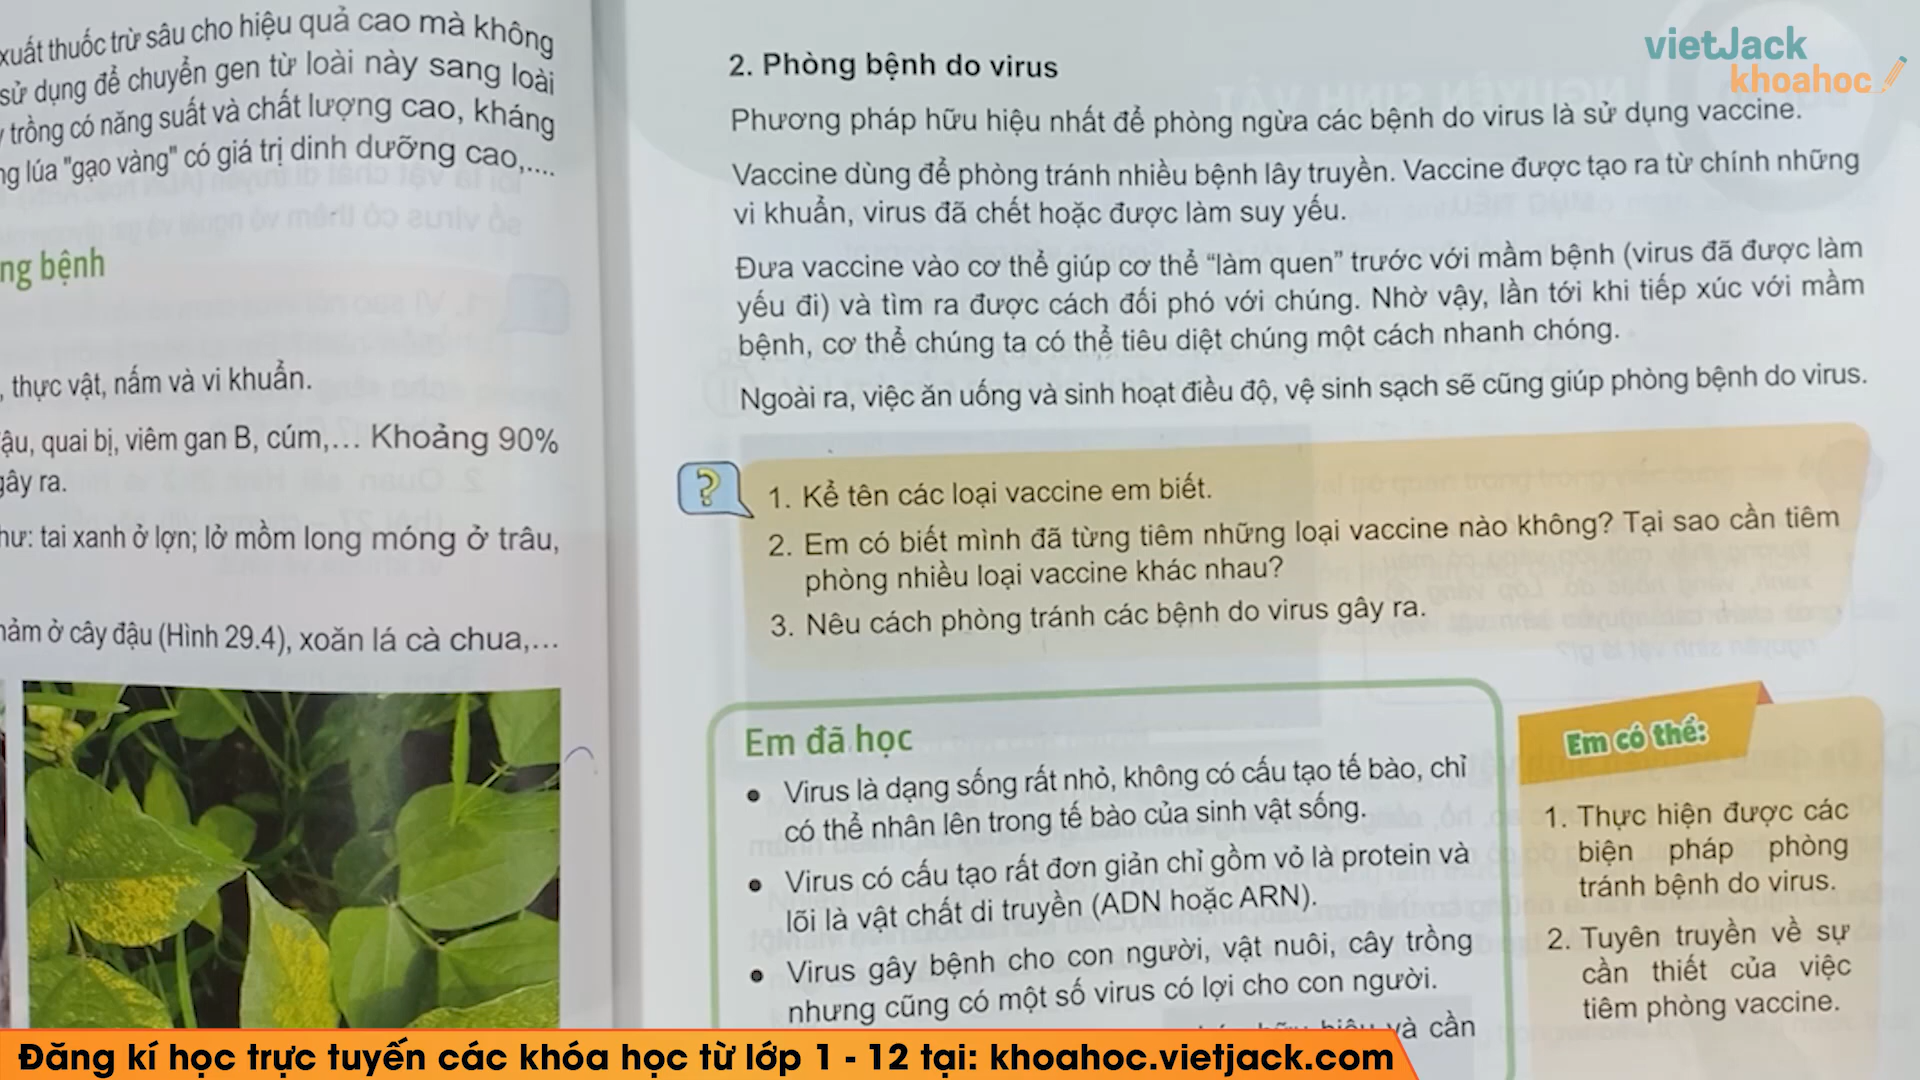 xuất thuốc trừ sâu cho hiệu quả cao mà không
sử dụng để chuyển gen từ loài này sang loài
trồng có năng suất và chất lượng cao, kháng
lúa "gạo vàng" có giá trị dinh dưỡng cao,...
bệnh
, thực vật, nấm và vi khuẩn.
quai bị, viêm gan B, cúm,... Khoảng 90%
gây ra.
tai xanh ở lợn; lở mồm long móng ở trâu,
ở cây đậu (Hình 29.4), xoăn lá cà chua,...
vietJack
khoahoc
2. Phòng bệnh do virus
Phương pháp hữu hiệu nhất để phòng ngừa các bệnh do virus là sử dụng vaccine.
Vaccine dùng để phòng tránh nhiều bệnh lây truyền. Vaccine được tạo ra từ chính những
vi khuẩn, virus đã chết hoặc được làm suy yếu.
Đưa vaccine vào cơ thể giúp cơ thể “làm quen” trước với mầm bệnh (virus đã được làm
yếu đi) và tìm ra được cách đối phó với chúng. Nhờ vậy, lần tới khi tiếp xúc với mầm
bệnh, cơ thể chúng ta có thể tiêu diệt chúng một cách nhanh chóng.
Ngoài ra, việc ăn uống và sinh hoạt điều độ, vệ sinh sạch sẽ cũng giúp phòng bệnh do virus.
?
1. Kể tên các loại vaccine em biết.
2. Em có biết mình đã từng tiêm những loại vaccine nào không? Tại sao cần tiêm
phòng nhiều loại vaccine khác nhau?
3. Nêu cách phòng tránh các bệnh do virus gây ra.
Em đã học
• Virus là dạng sống rất nhỏ, không có cấu tạo tế bào, chỉ
có thể nhân lên trong tế bào của sinh vật sống.
• Virus có cấu tạo rất đơn giản chỉ gồm vỏ là protein và
lõi là vật chất di truyền (ADN hoặc ARN).
• Virus gây bệnh cho con người, vật nuôi, cây trồng
nhưng cũng có một số virus có lợi cho con người.
và cần
Em có thể:
1. Thực hiện được các
biện pháp phòng
tránh bệnh do virus.
2. Tuyên truyền về sự
cần thiết của việc
tiêm phòng vaccine.
Đăng kí học trực tuyến các khóa học từ lớp 1 - 12 tại: khoahoc.vietjack.com